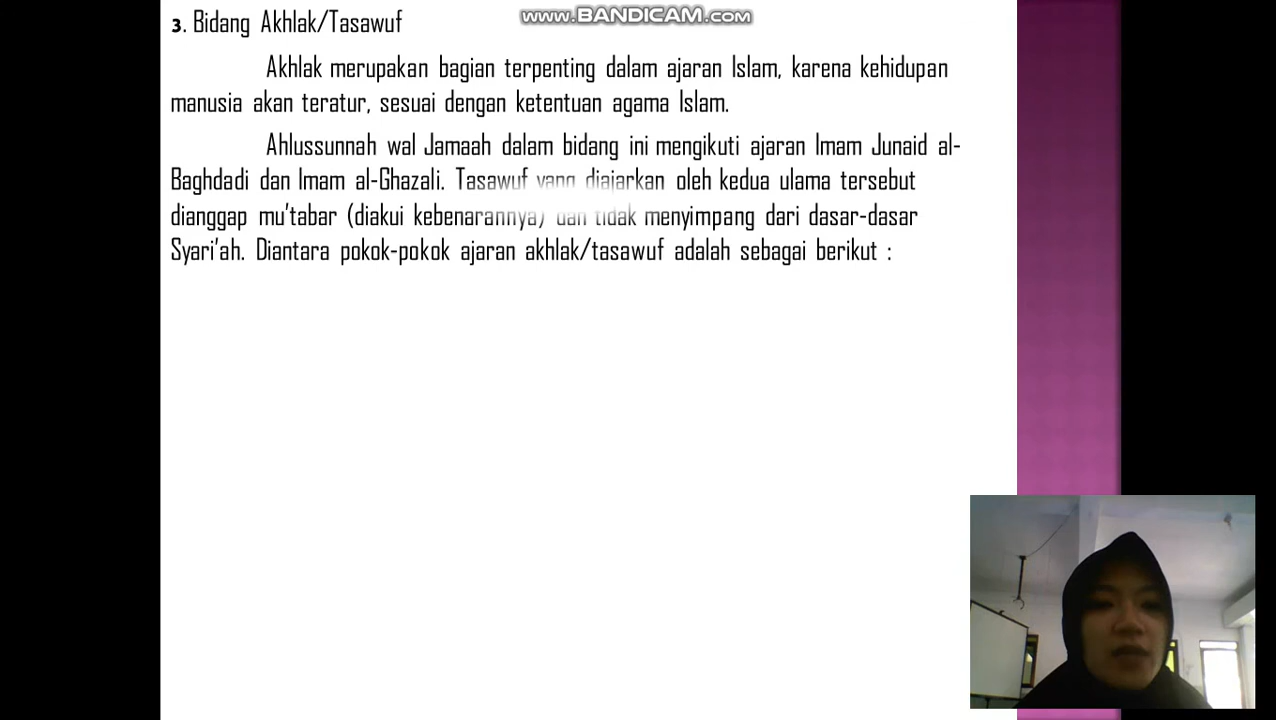 www.BANDICAM.com
3. Bidang Akhlak/Tasawuf
Akhlak merupakan bagian terpenting dalam ajaran Islam, karena kehidupan
manusia akan teratur, sesuai dengan ketentuan agama Islam.
Ahlussunnah wal Jamaah dalam bidang ini mengikuti ajaran Imam Junaid al-
Baghdadi dan Imam al-Ghazali. Tasawuf yang diajarkan oleh kedua ulama tersebut
dianggap mu'tabar (diakui kebenarannya) dan tidak menyimpang dari dasar-dasar
Syari'ah. Diantara pokok-pokok ajaran akhlak/tasawuf adalah sebagai berikut :